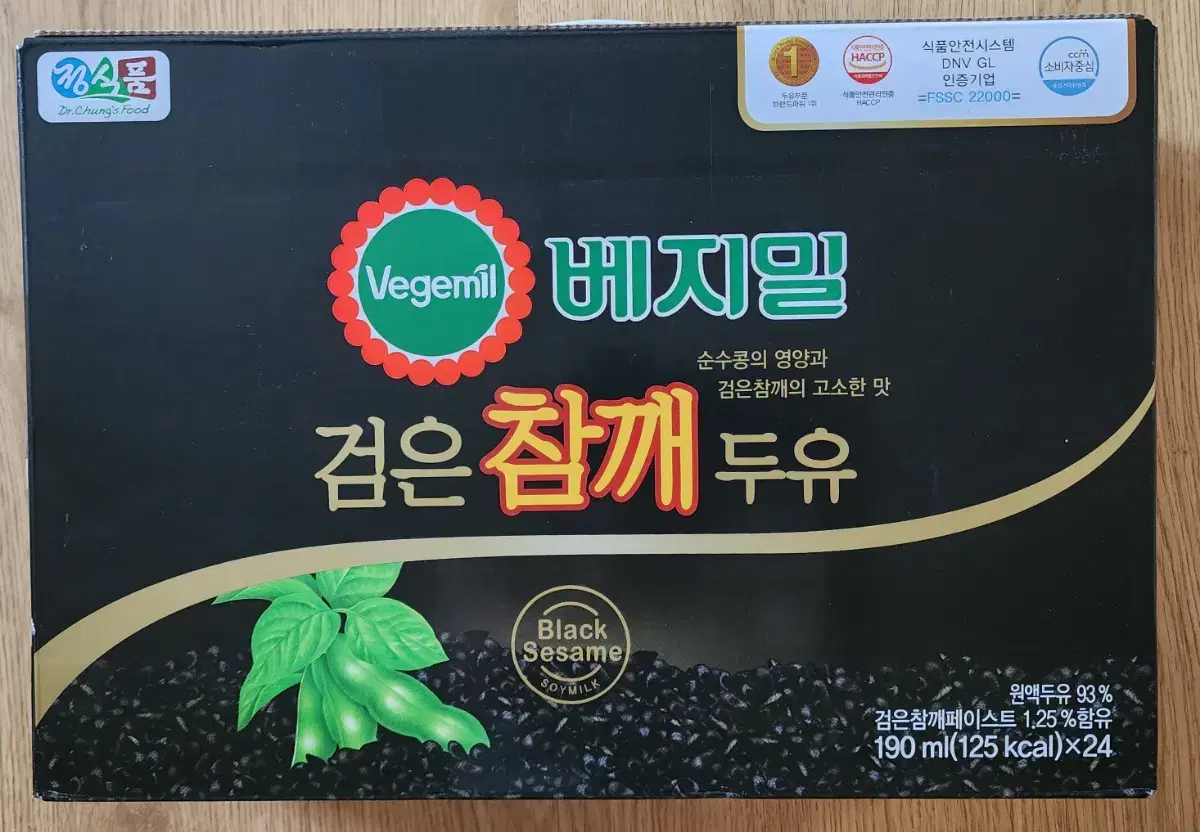 정식품
Dr.Chung's Food
1
두유부문
브랜드파워 1위
HACCP
식품안전관리인증
HACCP
식품안전시스템
DNV GL
인증기업
=FSSC 22000=
ccm
소비자중심
Vegemil
베지밀
순수콩의 영양과
검은참깨의 고소한 맛
검은 참깨 두유
Black
Sesame
SOYMILK
원액두유 93%
검은참깨페이스트 1.25%함유
190 ml(125 kcal)×24